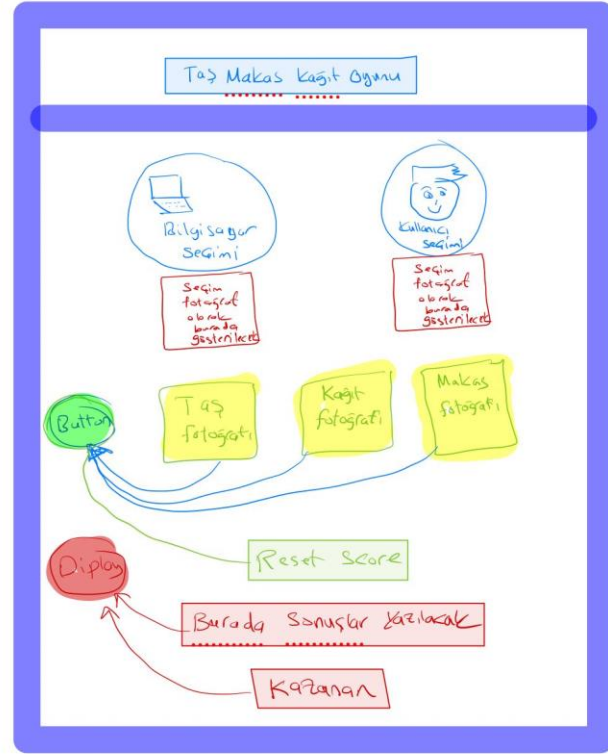 Taş Makas Kağıt Oyunu
Bilgisayar
Seçimi
Kullanıcı
seçimi
Seçim
fotoğraf
olarak
burada
gösterilecek
Seçim
fotoğraf
olarak
burada
gösterilecek
Button
Taş
fotoğrafı
Kağıt
fotoğrafı
Makas
fotoğrafı
Reset Score
Diplay
Burada Sonuçlar Yazılacak
Kazanan